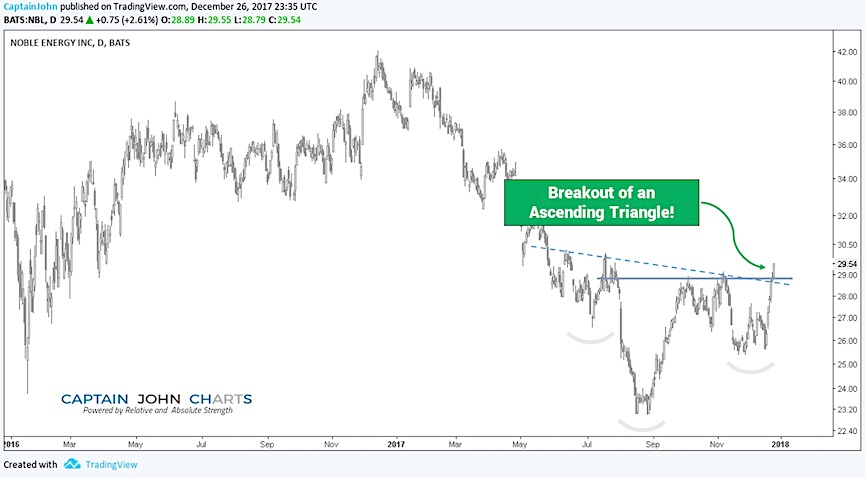 CaptainJohn published on TradingView.com, December 26, 2017 23:35 UTC
BATS:NBL, D 29.54 ▲ +0.75 (+2.61%) O:28.89 H:29.55 L:28.79 C:29.54
NOBLE ENERGY INC, D, BATS
42.00
40.00
38.00
36.00
34.00
32.00
30.50
29.54
29.00
28.00
27.00
26.00
25.00
24.00
23.20
22.40
Breakout of an
Ascending Triangle!
CAPTAIN JOHN CHARTS
Powered by Relative and Absolute Strength
2016 Mar May Jul Sep Nov 2017 Mar May Jul Sep Nov 2018
Created with TradingView